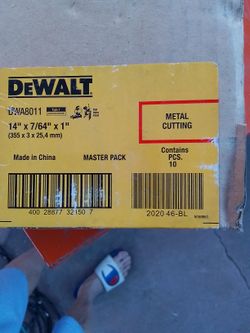 DEWALT
DWA8011
14" x 7/64" x 1"
(355 x 3 x 25,4 mm)
METAL
CUTTING
Made in China
MASTER PACK
Contains
PCS.
10
400 28877 32150 7
2020 46-BL